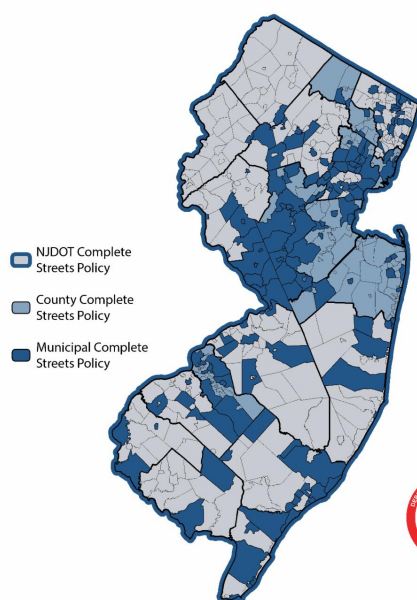 NJDOT Complete
Streets Policy
County Complete
Streets Policy
Municipal Complete
Streets Policy